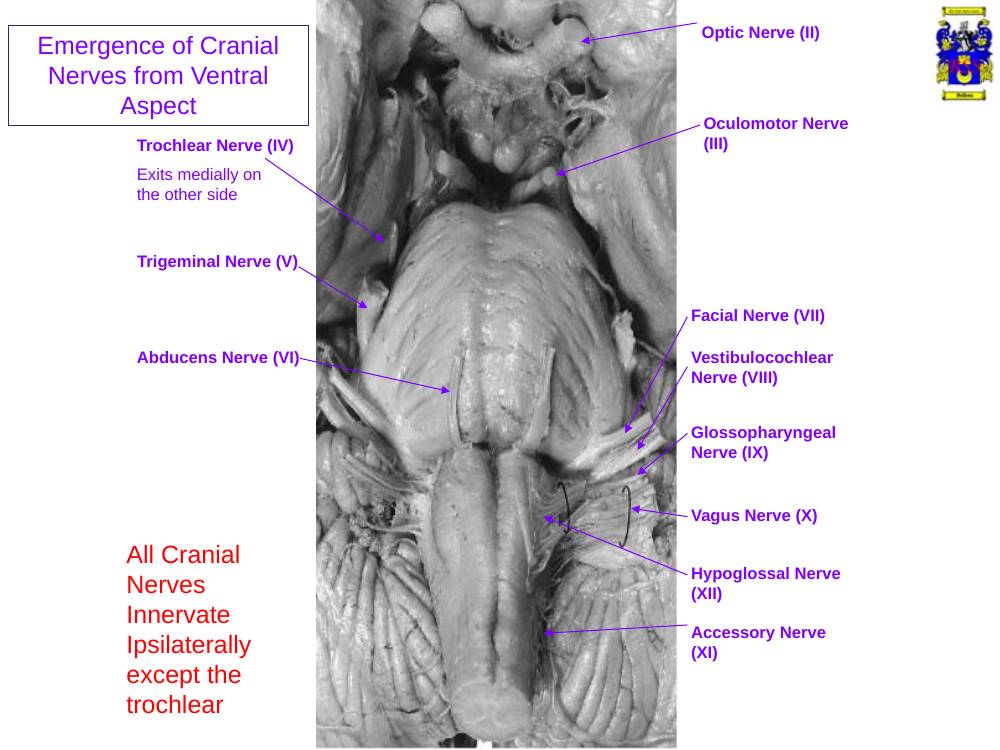 Emergence of Cranial
Nerves from Ventral
Aspect
Optic Nerve (II)
Oculomotor Nerve
(III)
Trochlear Nerve (IV)
Exits medially on
the other side
Trigeminal Nerve (V)
Facial Nerve (VII)
Abducens Nerve (VI)
Vestibulocochlear
Nerve (VIII)
Glossopharyngeal
Nerve (IX)
Vagus Nerve (X)
Hypoglossal Nerve
(XII)
Accessory Nerve
(XI)
All Cranial
Nerves
Innervate
Ipsilaterally
except the
trochlear